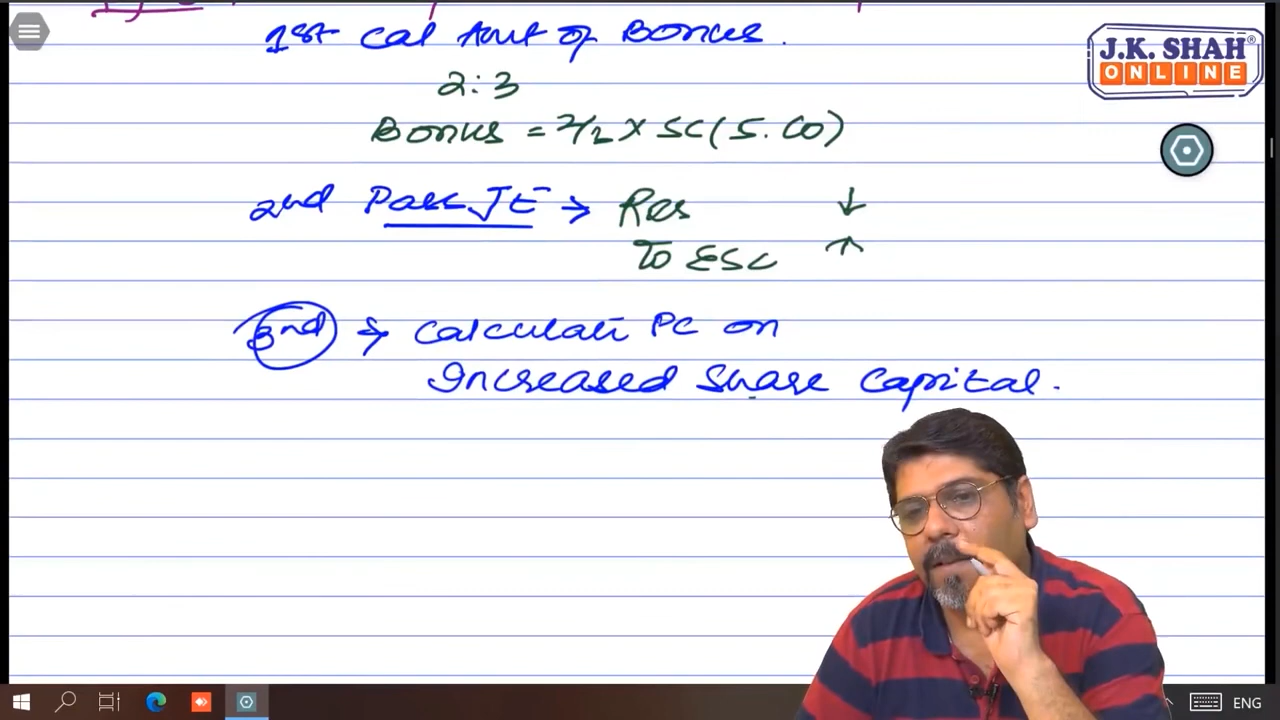 J.K. SHAH®
ONLINE
1st cal Amt of Bonus.
2:3
Bonus = 2/2 x SC (S. CO)
2nd Pass JE → Res ↓
To ESC ↑
3rd → Calculate PC on
Increased Share Capital.
ENG